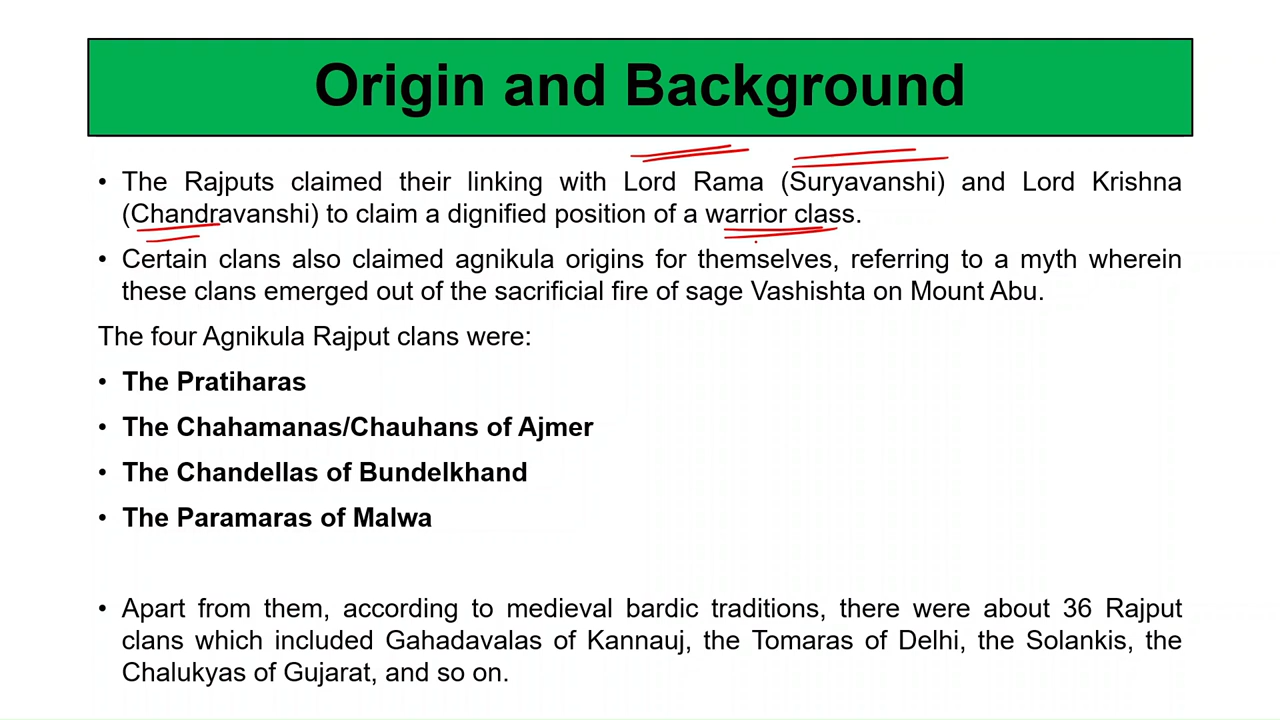 Origin and Background
• The Rajputs claimed their linking with Lord Rama (Suryavanshi) and Lord Krishna
(Chandravanshi) to claim a dignified position of a warrior class.
• Certain clans also claimed agnikula origins for themselves, referring to a myth wherein
these clans emerged out of the sacrificial fire of sage Vashishta on Mount Abu.
The four Agnikula Rajput clans were:
• The Pratiharas
• The Chahamanas/Chauhans of Ajmer
• The Chandellas of Bundelkhand
• The Paramaras of Malwa
• Apart from them, according to medieval bardic traditions, there were about 36 Rajput
clans which included Gahadavalas of Kannauj, the Tomaras of Delhi, the Solankis, the
Chalukyas of Gujarat, and so on.